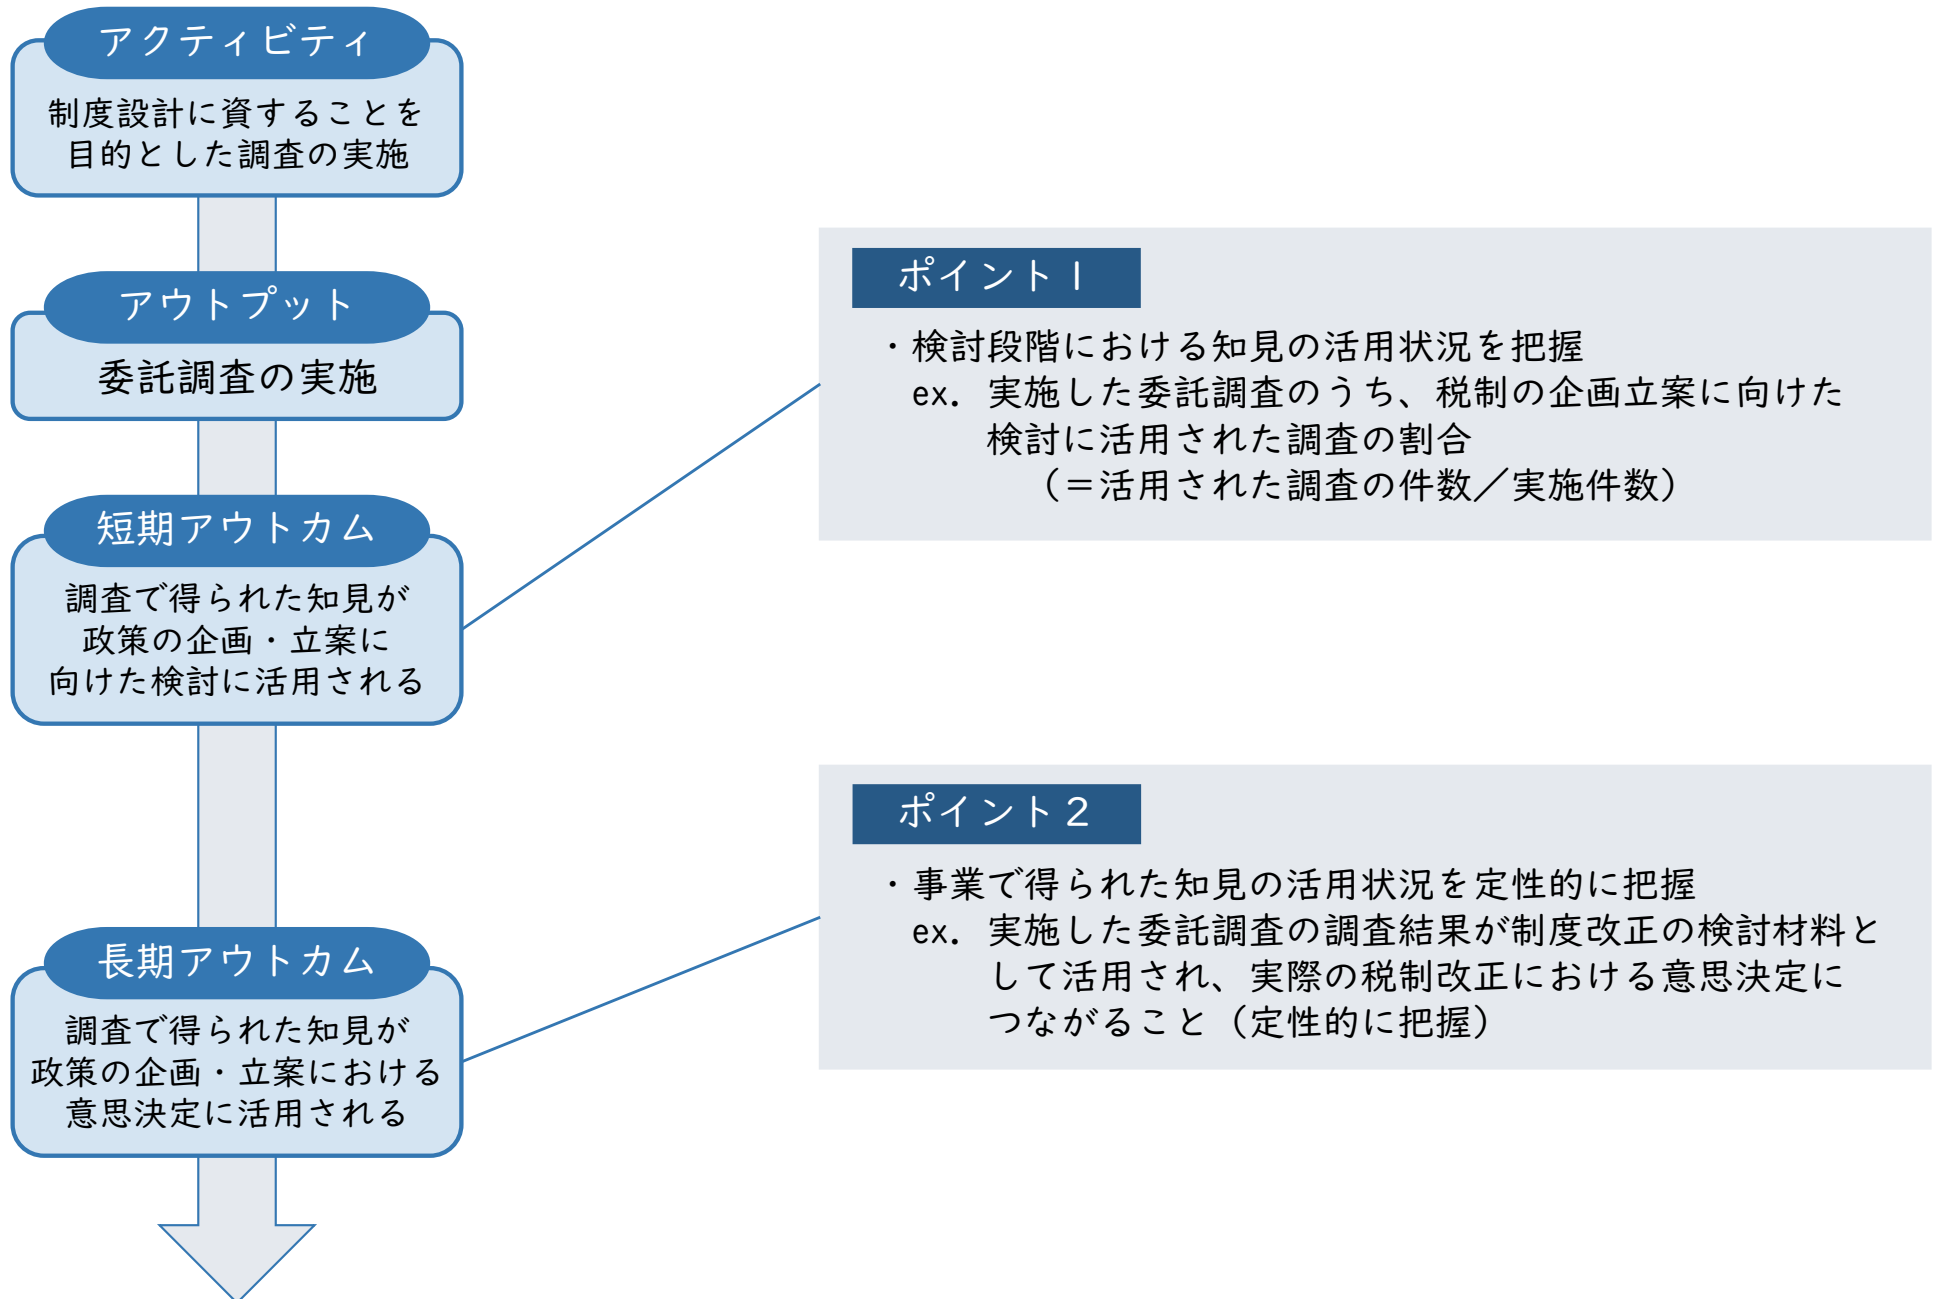 アクティビティ
制度設計に資することを
目的とした調査の実施
アウトプット
委託調査の実施
短期アウトカム
調査で得られた知見が
政策の企画・立案に
向けた検討に活用される
長期アウトカム
調査で得られた知見が
政策の企画・立案における
意思決定に活用される
ポイント１
・検討段階における知見の活用状況を把握
ex. 実施した委託調査のうち、税制の企画立案に向けた
検討に活用された調査の割合
（＝活用された調査の件数／実施件数）
ポイント２
・事業で得られた知見の活用状況を定性的に把握
ex. 実施した委託調査の調査結果が制度改正の検討材料と
して活用され、実際の税制改正における意思決定に
つながること（定性的に把握）